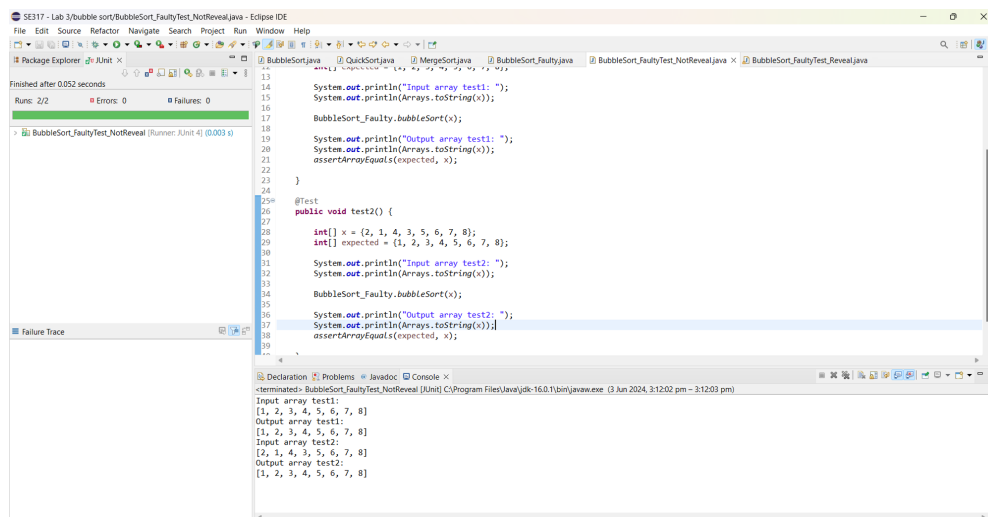 SE317 - Lab 3/bubble sort/BubbleSort_FaultyTest_NotReveal.java - Eclipse IDE
File Edit Source Refactor Navigate Search Project Run Window Help
Package Explorer JUnit
Finished after 0.052 seconds
Runs: 2/2 Errors: 0 Failures: 0
BubbleSort_FaultyTest_NotReveal [Runner: JUnit 4] (0.003 s)
Failure Trace
BubbleSort.java QuickSort.java MergeSort.java BubbleSort_Faulty.java BubbleSort_FaultyTest_NotReveal.java BubbleSort_FaultyTest_Reveal.java
12 int[] expected = {1, 2, 3, 4, 5, 6, 7, 8};
13
14 System.out.println("Input array test1: ");
15 System.out.println(Arrays.toString(x));
16
17 BubbleSort_Faulty.bubbleSort(x);
18
19 System.out.println("Output array test1: ");
20 System.out.println(Arrays.toString(x));
21 assertArrayEquals(expected, x);
22
23 }
24
25 @Test
26 public void test2() {
27
28 int[] x = {2, 1, 4, 3, 5, 6, 7, 8};
29 int[] expected = {1, 2, 3, 4, 5, 6, 7, 8};
30
31 System.out.println("Input array test2: ");
32 System.out.println(Arrays.toString(x));
33
34 BubbleSort_Faulty.bubbleSort(x);
35
36 System.out.println("Output array test2: ");
37 System.out.println(Arrays.toString(x));
38 assertArrayEquals(expected, x);
39
Declaration Problems Javadoc Console
<terminated> BubbleSort_FaultyTest_NotReveal [JUnit] C:\Program Files\Java\jdk-16.0.1\bin\javaw.exe (3 Jun 2024, 3:12:02 pm – 3:12:03 pm)
Input array test1:
[1, 2, 3, 4, 5, 6, 7, 8]
Output array test1:
[1, 2, 3, 4, 5, 6, 7, 8]
Input array test2:
[2, 1, 4, 3, 5, 6, 7, 8]
Output array test2:
[1, 2, 3, 4, 5, 6, 7, 8]